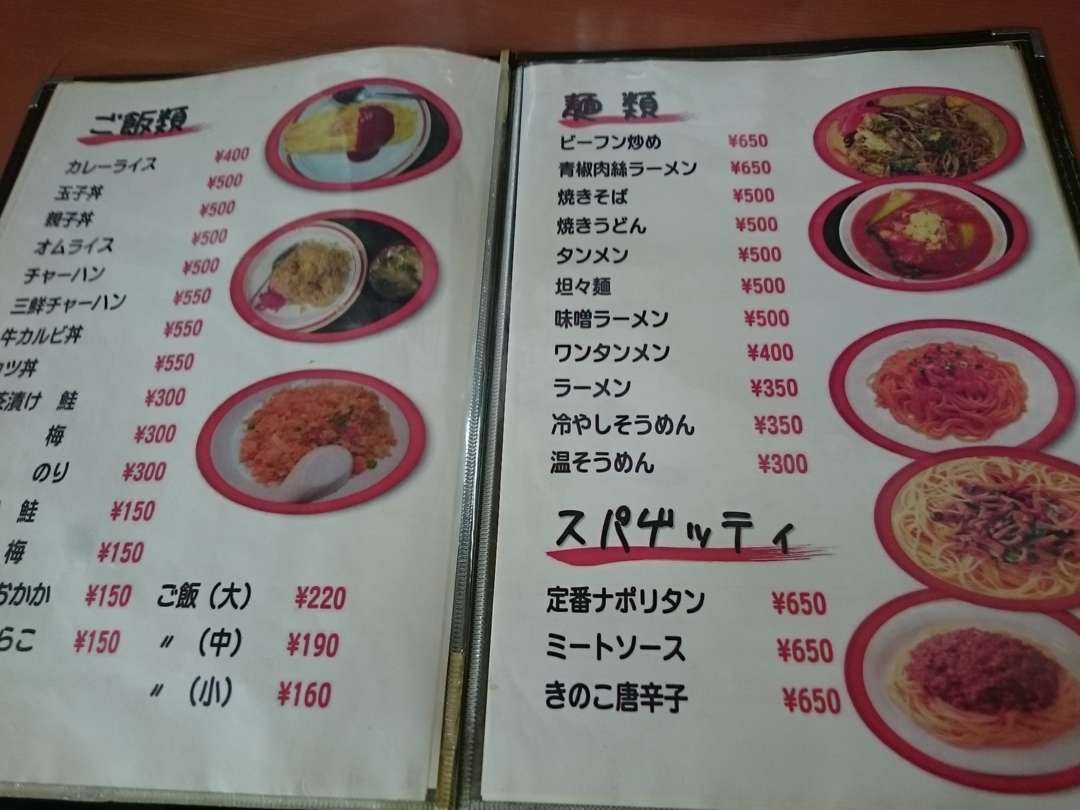 ご飯類
カレーライス ¥400
玉子丼 ¥500
親子丼 ¥500
オムライス ¥500
チャーハン ¥500
三鮮チャーハン ¥550
牛カルビ丼 ¥550
ツ丼 ¥550
茶漬け 鮭 ¥300
梅 ¥300
のり ¥300
鮭 ¥150
梅 ¥150
おかか ¥150 ご飯(大) ¥220
らこ ¥150 〃 (中) ¥190
〃 (小) ¥160
麺類
ビーフン炒め ¥650
青椒肉絲ラーメン ¥650
焼きそば ¥500
焼きうどん ¥500
タンメン ¥500
坦々麺 ¥500
味噌ラーメン ¥500
ワンタンメン ¥400
ラーメン ¥350
冷やしそうめん ¥350
温そうめん ¥300
スパゲッティ
定番ナポリタン ¥650
ミートソース ¥650
きのこ唐辛子 ¥650